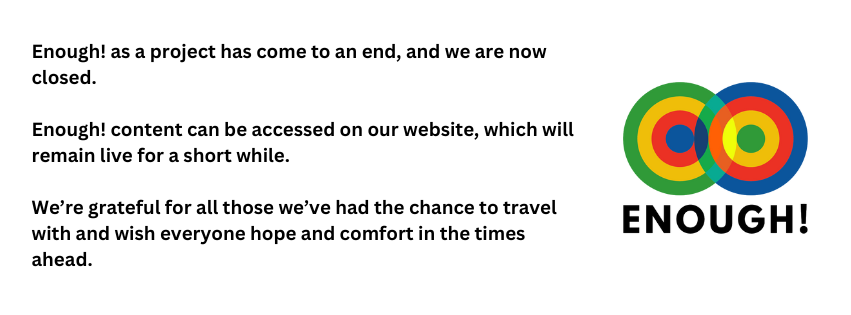 Enough! as a project has come to an end, and we are now
closed.
Enough! content can be accessed on our website, which will
remain live for a short while.
We’re grateful for all those we’ve had the chance to travel
with and wish everyone hope and comfort in the times
ahead.
ENOUGH!